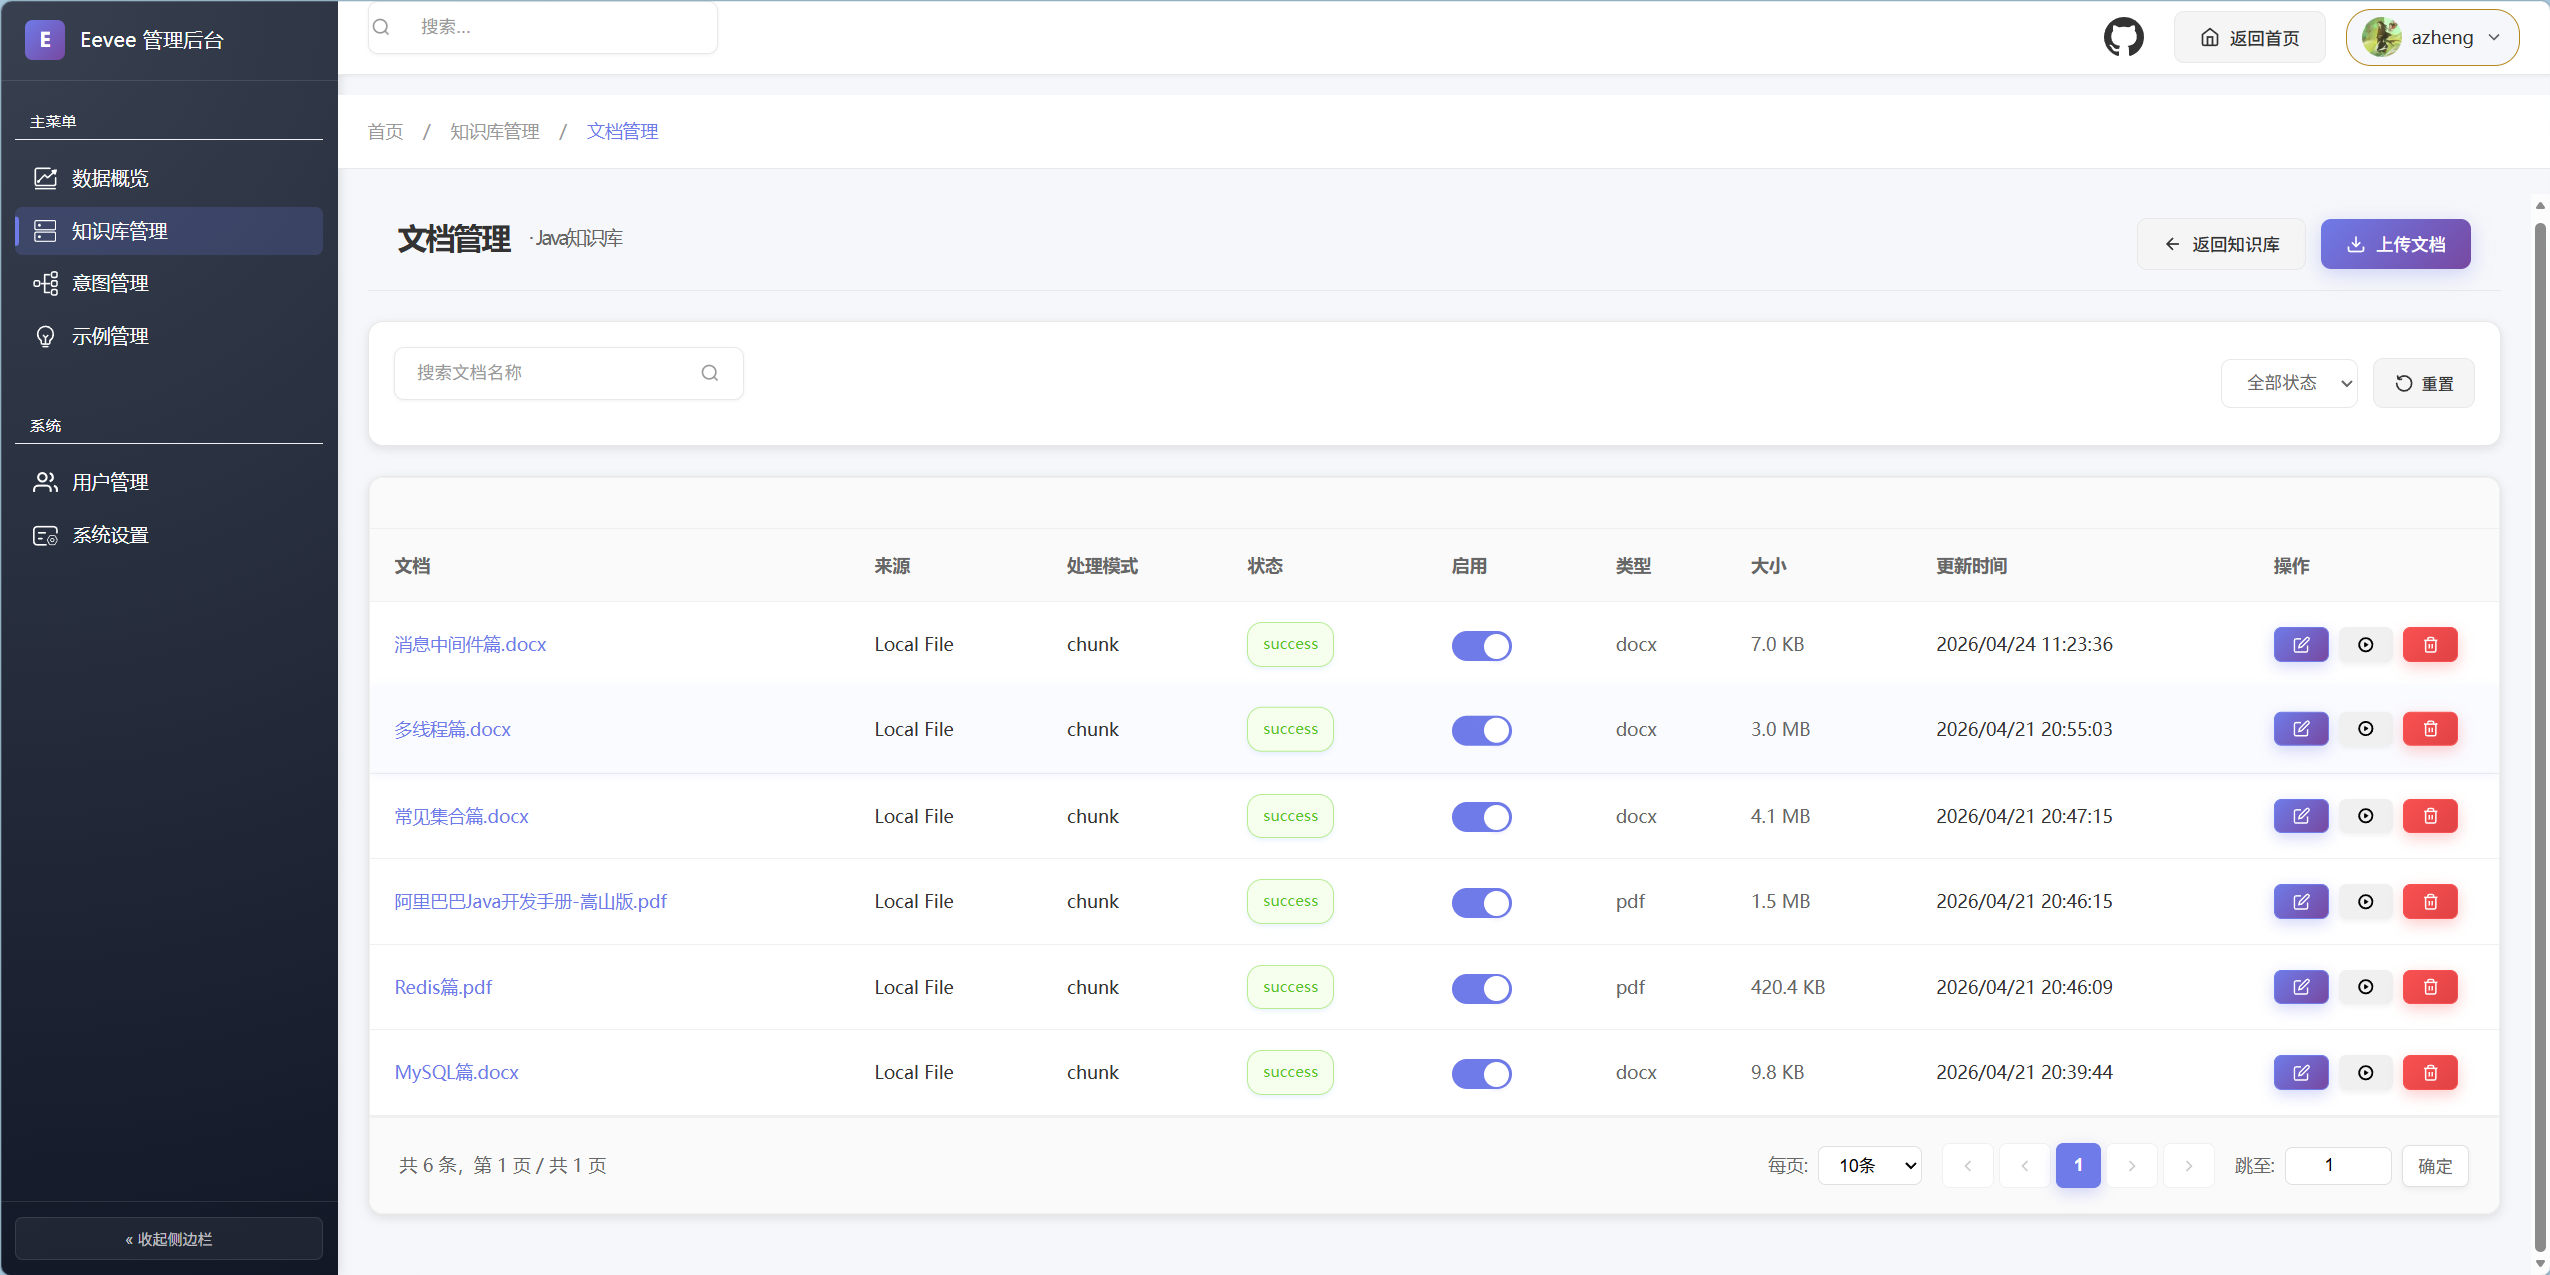 E Eevee 管理后台
搜索...
返回首页
azheng
主菜单
数据概览
知识库管理
意图管理
示例管理
系统
用户管理
系统设置
« 收起侧边栏
首页 / 知识库管理 / 文档管理
文档管理 · Java知识库
返回知识库
上传文档
搜索文档名称
全部状态
重置
文档 来源 处理模式 状态 启用 类型 大小 更新时间 操作
消息中间件篇.docx Local File chunk success docx 7.0 KB 2026/04/24 11:23:36
多线程篇.docx Local File chunk success docx 3.0 MB 2026/04/21 20:55:03
常见集合篇.docx Local File chunk success docx 4.1 MB 2026/04/21 20:47:15
阿里巴巴Java开发手册-嵩山版.pdf Local File chunk success pdf 1.5 MB 2026/04/21 20:46:15
Redis篇.pdf Local File chunk success pdf 420.4 KB 2026/04/21 20:46:09
MySQL篇.docx Local File chunk success docx 9.8 KB 2026/04/21 20:39:44
共 6 条，第 1 页 / 共 1 页
每页: 10条 1 跳至: 1 确定